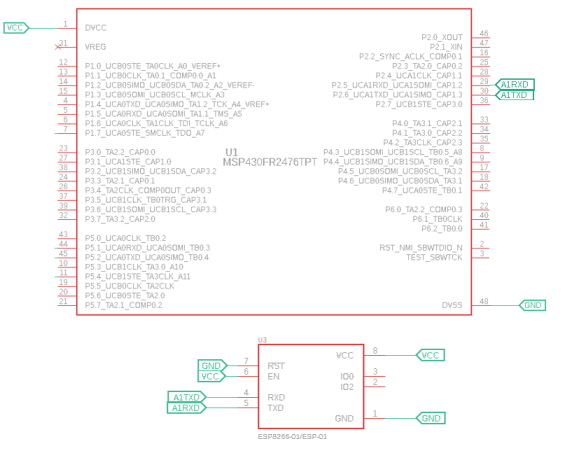 VCC 1 DVCC
31 VREG
12 P1.0_UCB0STE_TA0CLK_A0_VEREF+
13 P1.1_UCB0CLK_TA0.1_COMP0.0_A1
14 P1.2_UCB0SIMO_UCB0SDA_TA0.2_A2_VEREF-
15 P1.3_UCB0SOMI_UCB0SCL_MCLK_A3
4 P1.4_UCA0TXD_UCA0SIMO_TA1.2_TCK_A4_VREF+
5 P1.5_UCA0RXD_UCA0SOMI_TA1.1_TMS_A5
6 P1.6_UCA0CLK_TA1CLK_TDI_TCLK_A6
7 P1.7_UCA0STE_SMCLK_TDO_A7
23 P3.0_TA2.2_CAP0.0
27 P3.1_UCA1STE_CAP1.0
38 P3.2_UCB1SIMO_UCB1SDA_CAP3.2
24 P3.3_TA2.1_CAP0.1
26 P3.4_TA2CLK_COMP0OUT_CAP0.3
37 P3.5_UCB1CLK_TB0TRG_CAP3.1
39 P3.6_UCB1SOMI_UCB1SCL_CAP3.3
32 P3.7_TA3.2_CAP2.0
43 P5.0_UCA0CLK_TB0.2
44 P5.1_UCA0RXD_UCA0SOMI_TB0.3
45 P5.2_UCA0TXD_UCA0SIMO_TB0.4
10 P5.3_UCB1CLK_TA3.0_A10
11 P5.4_UCB1STE_TA3CLK_A11
19 P5.5_UCB0CLK_TA2CLK
20 P5.6_UCB0STE_TA2.0
21 P5.7_TA2.1_COMP0.2
U1
MSP430FR2476TPT
P2.0_XOUT 46
P2.1_XIN 47
P2.2_SYNC_ACLK_COMP0.1 16
P2.3_TA2.0_CAP0.2 25
P2.4_UCA1CLK_CAP1.1 28
P2.5_UCA1RXD_UCA1SOMI_CAP1.2 29 A1RXD
P2.6_UCA1TXD_UCA1SIMO_CAP1.3 30 A1TXD
P2.7_UCB1STE_CAP3.0 36
P4.0_TA3.1_CAP2.1 33
P4.1_TA3.0_CAP2.2 34
P4.2_TA3CLK_CAP2.3 35
P4.3_UCB1SOMI_UCB1SCL_TB0.5_A8 8
P4.4_UCB1SIMO_UCB1SDA_TB0.6_A9 9
P4.5_UCB0SOMI_UCB0SCL_TA3.2 17
P4.6_UCB0SIMO_UCB0SDA_TA3.1 18
P4.7_UCA0STE_TB0.1 42
P6.0_TA2.2_COMP0.3 22
P6.1_TB0CLK 40
P6.2_TB0.0 41
RST_NMI_SBWTDIO_N 2
TEST_SBWTCK 3
DVSS 48 GND
U3
GND 7 RST
VCC 6 EN
A1TXD 4 RXD
A1RXD 5 TXD
VCC 8 VCC
IO0 3
IO2 2
GND 1 GND
ESP8266-01/ESP-01